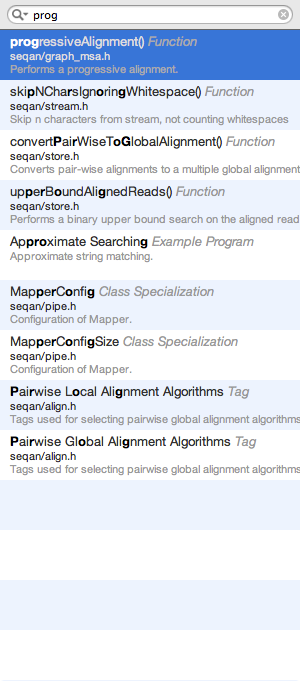 prog
progressiveAlignment() Function
seqan/graph_msa.h
Performs a progressive alignment.
skipNCharsIgnoringWhitespace() Function
seqan/stream.h
Skip n characters from stream, not counting whitespaces
convertPairWiseToGlobalAlignment() Function
seqan/store.h
Converts pair-wise alignments to a multiple global alignment
upperBoundAlignedReads() Function
seqan/store.h
Performs a binary upper bound search on the aligned read
Approximate Searching Example Program
Approximate string matching.
MapperConfig Class Specialization
seqan/pipe.h
Configuration of Mapper.
MapperConfigSize Class Specialization
seqan/pipe.h
Configuration of Mapper.
Pairwise Local Alignment Algorithms Tag
seqan/align.h
Tags used for selecting pairwise global alignment algorithms
Pairwise Global Alignment Algorithms Tag
seqan/align.h
Tags used for selecting pairwise global alignment algorithms